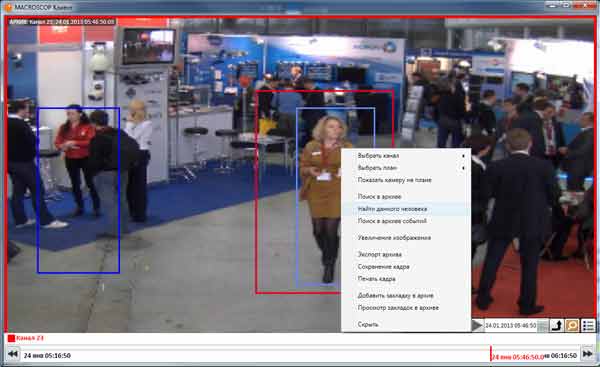 MACROSCOP Клиент
АРХИВ: Канал 23, 24.01.2013 05:46:50.09
Выбрать канал
Выбрать план
Показать камеру на плане
Поиск в архиве
Найти данного человека
Поиск в архиве событий
Увеличение изображения
Экспорт архива
Сохранение кадра
Печать кадра
Добавить закладку в архив
Просмотр закладок в архиве
Скрыть
24.01.2013 05:46:50
Канал 23
24 янв 05:16:50
24 янв 05:46:50.0
нв 06:16:50